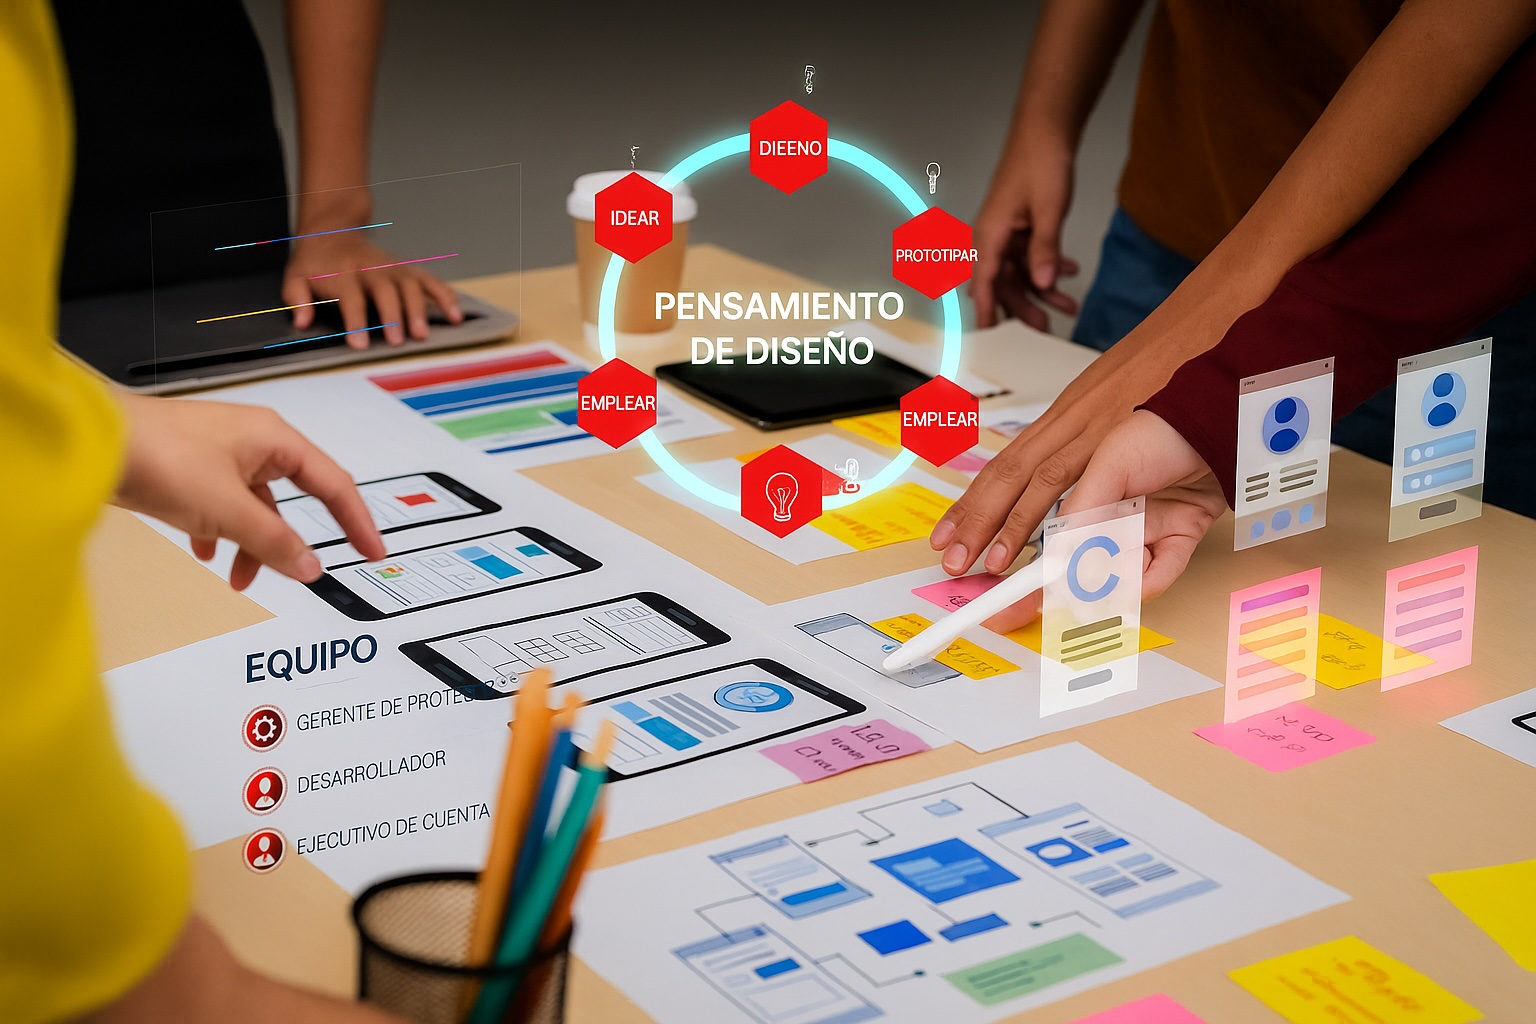 DIEENO
IDEAR
PROTOTIPAR
PENSAMIENTO
DE DISEÑO
EMPLEAR
EMPLEAR
EQUIPO
GERENTE DE PROTE
DESARROLLADOR
EJECUTIVO DE CUENTA